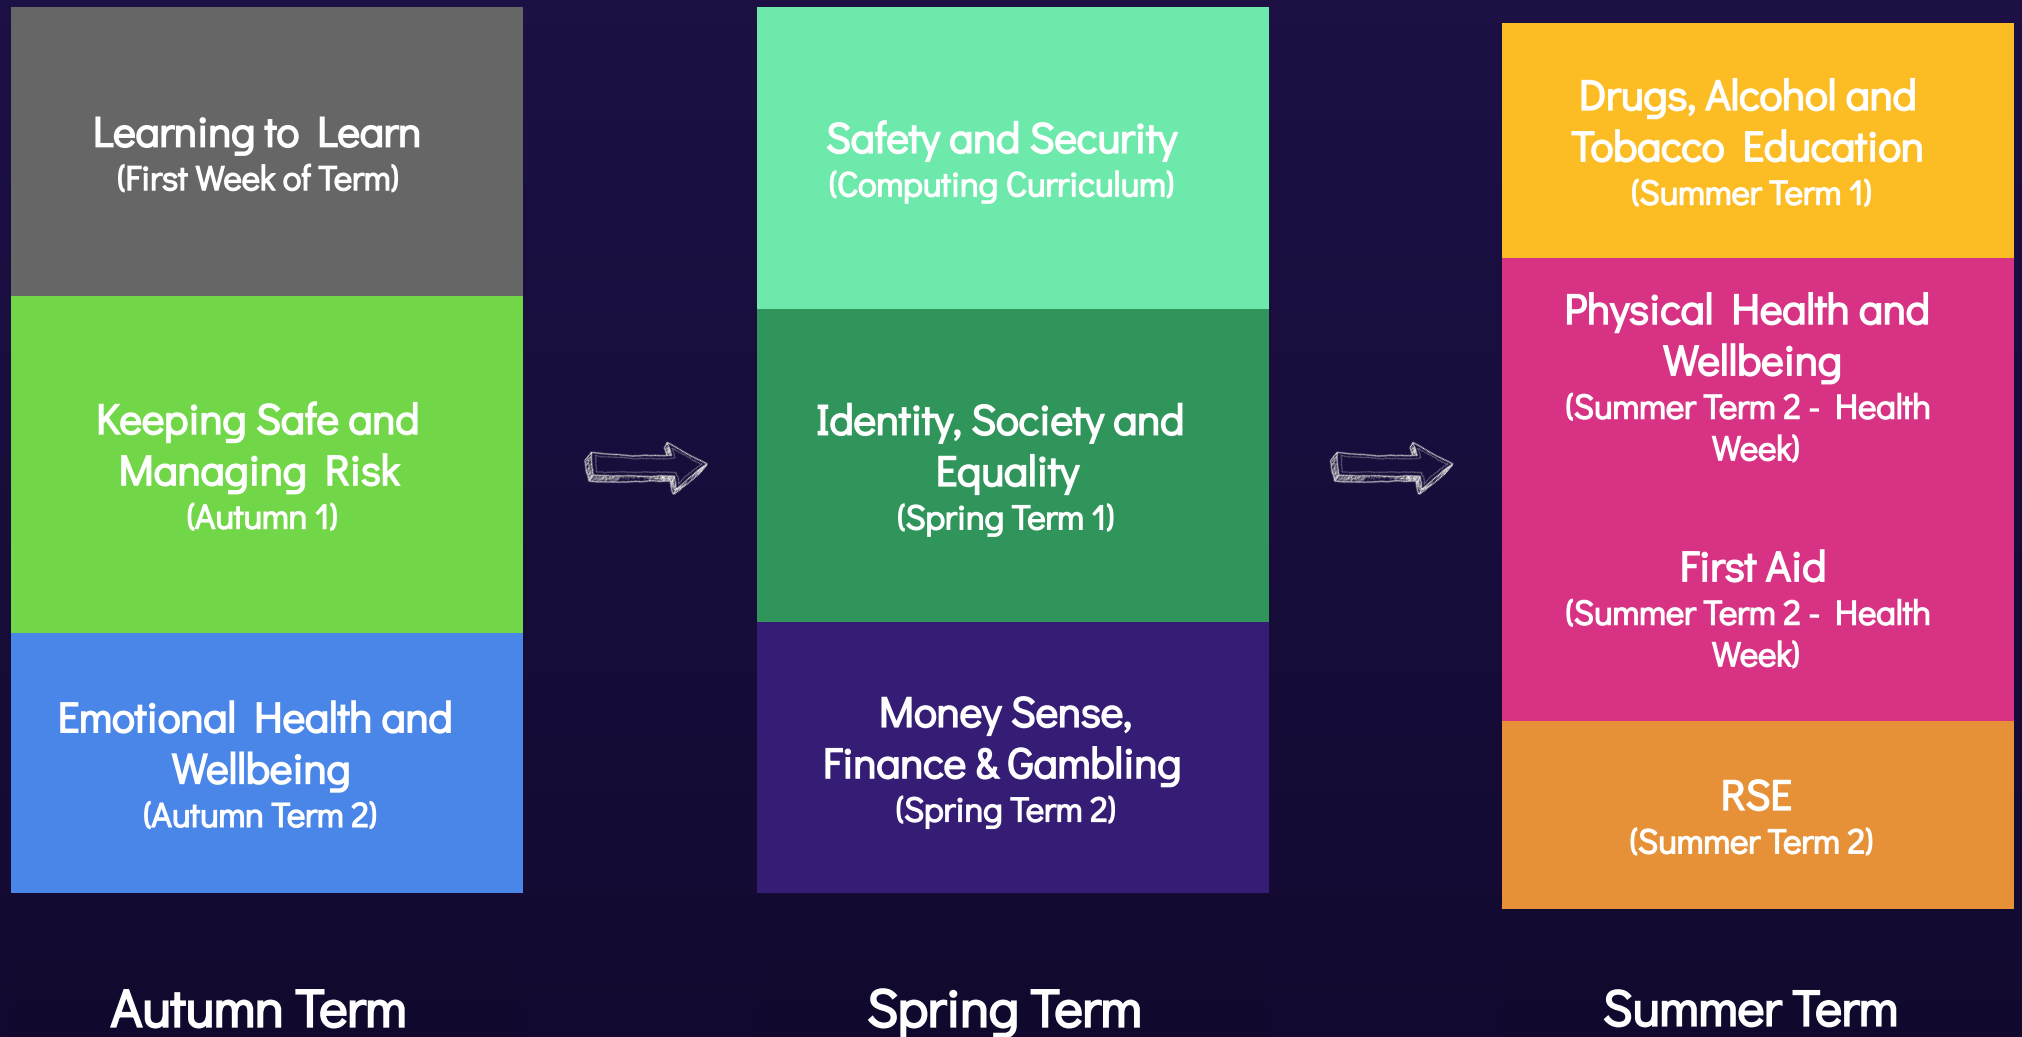 Learning to Learn
(First Week of Term)
Keeping Safe and
Managing Risk
(Autumn 1)
Emotional Health and
Wellbeing
(Autumn Term 2)
Autumn Term
Safety and Security
(Computing Curriculum)
Identity, Society and
Equality
(Spring Term 1)
Money Sense,
Finance & Gambling
(Spring Term 2)
Spring Term
Drugs, Alcohol and
Tobacco Education
(Summer Term 1)
Physical Health and
Wellbeing
(Summer Term 2 - Health
Week)
First Aid
(Summer Term 2 - Health
Week)
RSE
(Summer Term 2)
Summer Term